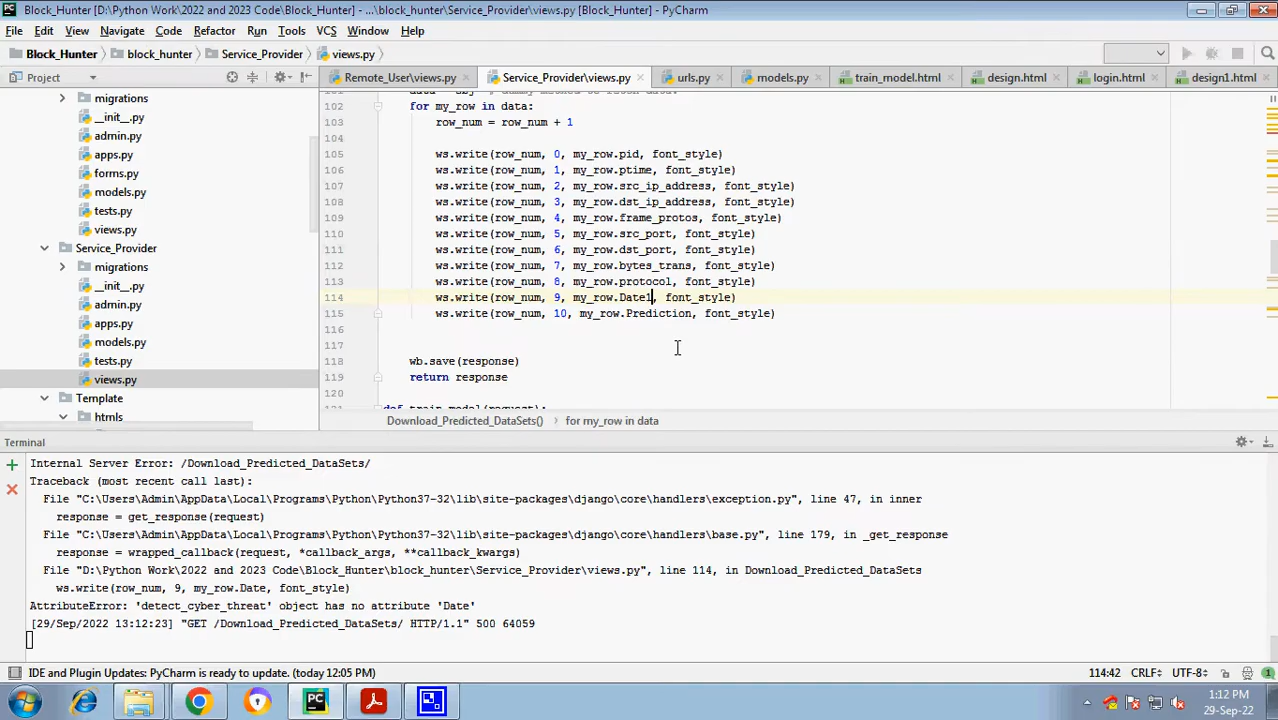 Block_Hunter [D:\Python Work\2022 and 2023 Code\Block_Hunter] - ...\block_hunter\Service_Provider\views.py [Block_Hunter] - PyCharm
File Edit View Navigate Code Refactor Run Tools VCS Window Help
Block_Hunter block_hunter Service_Provider views.py
Project
Remote_User\views.py Service_Provider\views.py urls.py models.py train_model.html design.html login.html design1.html
migrations
__init__.py
admin.py
apps.py
forms.py
models.py
tests.py
views.py
Service_Provider
migrations
__init__.py
admin.py
apps.py
models.py
tests.py
views.py
Template
htmls
102 for my_row in data:
103 row_num = row_num + 1
104
105 ws.write(row_num, 0, my_row.pid, font_style)
106 ws.write(row_num, 1, my_row.ptime, font_style)
107 ws.write(row_num, 2, my_row.src_ip_address, font_style)
108 ws.write(row_num, 3, my_row.dst_ip_address, font_style)
109 ws.write(row_num, 4, my_row.frame_protos, font_style)
110 ws.write(row_num, 5, my_row.src_port, font_style)
111 ws.write(row_num, 6, my_row.dst_port, font_style)
112 ws.write(row_num, 7, my_row.bytes_trans, font_style)
113 ws.write(row_num, 8, my_row.protocol, font_style)
114 ws.write(row_num, 9, my_row.Date1, font_style)
115 ws.write(row_num, 10, my_row.Prediction, font_style)
116
117
118 wb.save(response)
119 return response
120
def train_model(request):
Download_Predicted_DataSets() for my_row in data
Terminal
Internal Server Error: /Download_Predicted_DataSets/
Traceback (most recent call last):
File "C:\Users\Admin\AppData\Local\Programs\Python\Python37-32\lib\site-packages\django\core\handlers\exception.py", line 47, in inner
response = get_response(request)
File "C:\Users\Admin\AppData\Local\Programs\Python\Python37-32\lib\site-packages\django\core\handlers\base.py", line 179, in _get_response
response = wrapped_callback(request, *callback_args, **callback_kwargs)
File "D:\Python Work\2022 and 2023 Code\Block_Hunter\block_hunter\Service_Provider\views.py", line 114, in Download_Predicted_DataSets
ws.write(row_num, 9, my_row.Date, font_style)
AttributeError: 'detect_cyber_threat' object has no attribute 'Date'
[29/Sep/2022 13:12:23] "GET /Download_Predicted_DataSets/ HTTP/1.1" 500 64059
IDE and Plugin Updates: PyCharm is ready to update. (today 12:05 PM) 114:42 CRLF UTF-8 1
1:12 PM
29-Sep-22